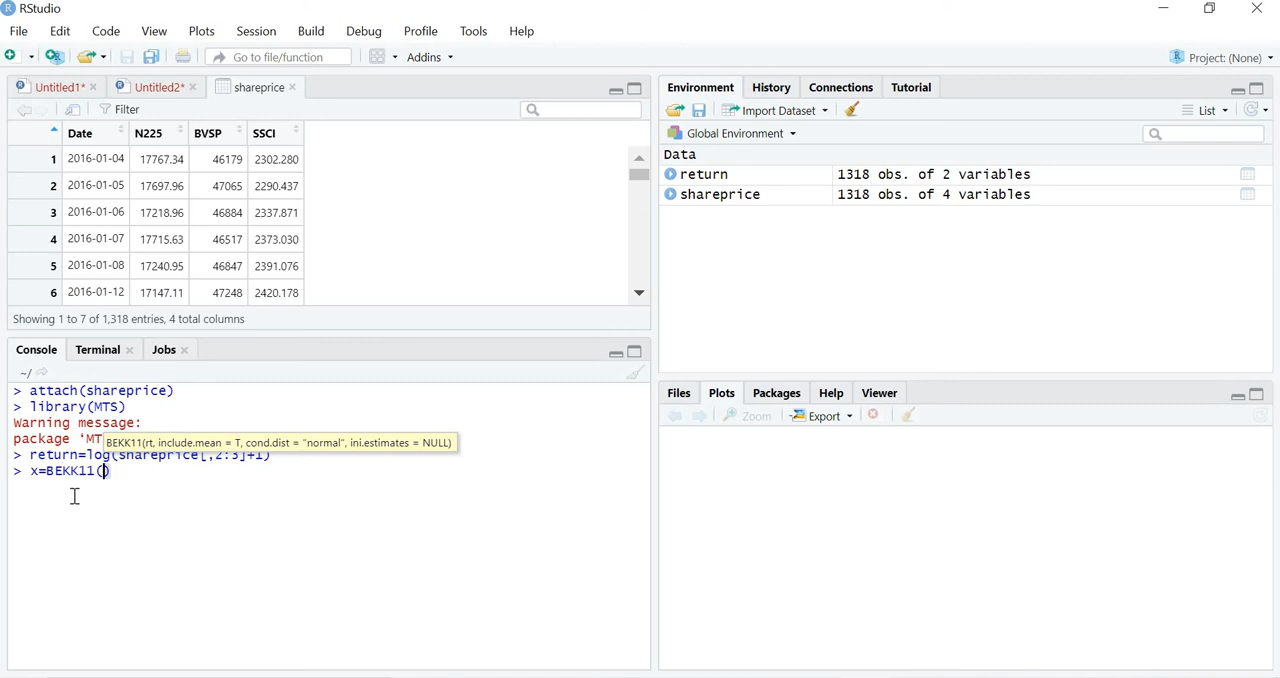 RStudio
File Edit Code View Plots Session Build Debug Profile Tools Help
Go to file/function Addins Project: (None)
Untitled1* Untitled2* shareprice
Filter
Date N225 BVSP SSCI
1 2016-01-04 17767.34 46179 2302.280
2 2016-01-05 17697.96 47065 2290.437
3 2016-01-06 17218.96 46884 2337.871
4 2016-01-07 17715.63 46517 2373.030
5 2016-01-08 17240.95 46847 2391.076
6 2016-01-12 17147.11 47248 2420.178
Showing 1 to 7 of 1,318 entries, 4 total columns
Console Terminal Jobs
~/
> attach(shareprice)
> library(MTS)
Warning message:
package ‘MT
BEKK11(rt, include.mean = T, cond.dist = "normal", ini.estimates = NULL)
> return=log(shareprice[,2:3]+1)
> x=BEKK11()
Environment History Connections Tutorial
Import Dataset List
Global Environment
Data
return 1318 obs. of 2 variables
shareprice 1318 obs. of 4 variables
Files Plots Packages Help Viewer
Zoom Export